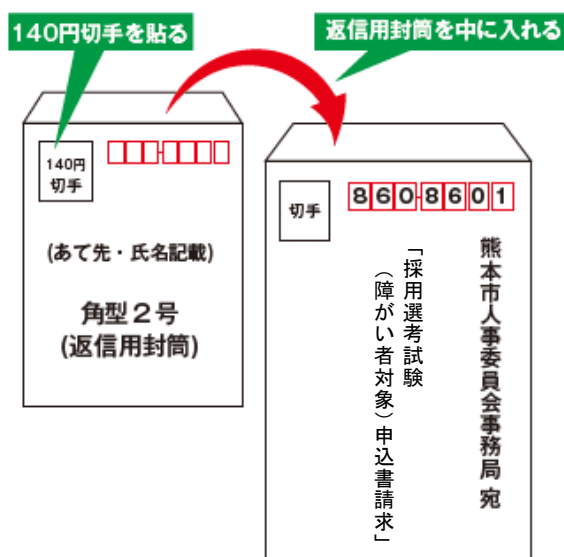 140円切手を貼る
返信用封筒を中に入れる
140円
切手
(あて先・氏名記載)
角型2号
(返信用封筒)
切手
860-8601
熊本市人事委員会事務局 宛
「採用選考試験
(障がい者対象)申込書請求」